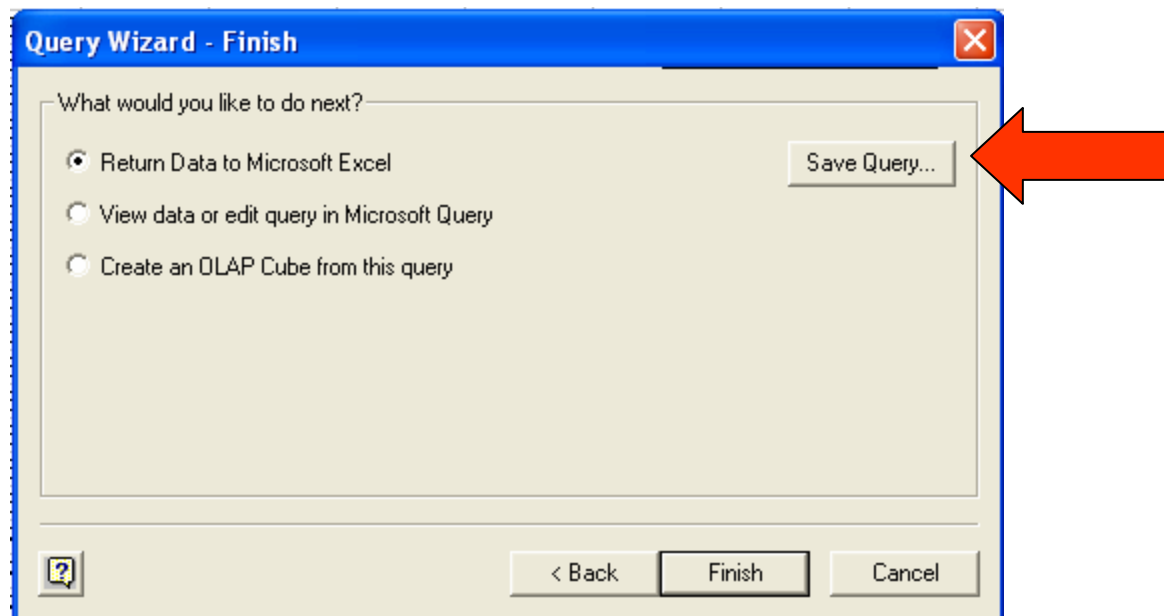 Query Wizard - Finish
What would you like to do next?
Return Data to Microsoft Excel
Save Query...
View data or edit query in Microsoft Query
Create an OLAP Cube from this query
?
< Back
Finish
Cancel